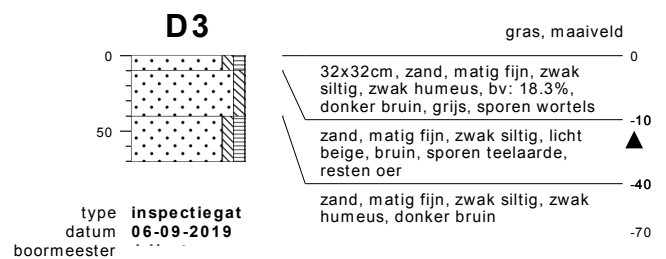 D3
gras, maaiveld
0
0
32x32cm, zand, matig fijn, zwak
siltig, zwak humeus, bv: 18.3%,
donker bruin, grijs, sporen wortels
-10
50
zand, matig fijn, zwak siltig, licht
beige, bruin, sporen teelaarde,
resten oer
-40
zand, matig fijn, zwak siltig, zwak
humeus, donker bruin
-70
type inspectiegat
datum 06-09-2019
boormeester